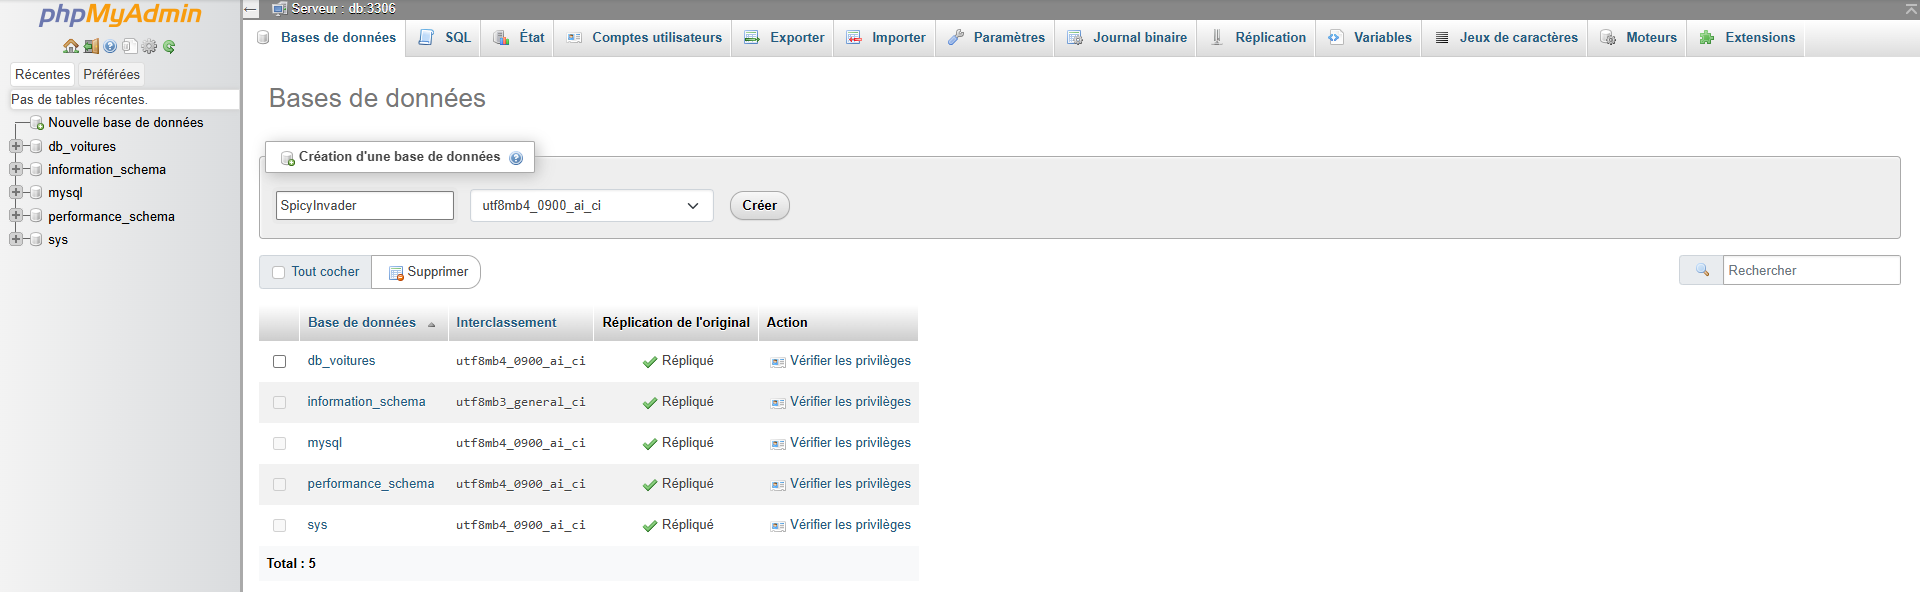 phpMyAdmin
Récentes Préférées
Pas de tables récentes.
Nouvelle base de données
db_voitures
information_schema
mysql
performance_schema
sys
Serveur : db:3306
Bases de données SQL État Comptes utilisateurs Exporter Importer Paramètres Journal binaire Réplication Variables Jeux de caractères Moteurs Extensions
Bases de données
Création d'une base de données
SpicyInvader utf8mb4_0900_ai_ci Créer
Tout cocher Supprimer Rechercher
Base de données Interclassement Réplication de l'original Action
db_voitures utf8mb4_0900_ai_ci Répliqué Vérifier les privilèges
information_schema utf8mb3_general_ci Répliqué Vérifier les privilèges
mysql utf8mb4_0900_ai_ci Répliqué Vérifier les privilèges
performance_schema utf8mb4_0900_ai_ci Répliqué Vérifier les privilèges
sys utf8mb4_0900_ai_ci Répliqué Vérifier les privilèges
Total : 5